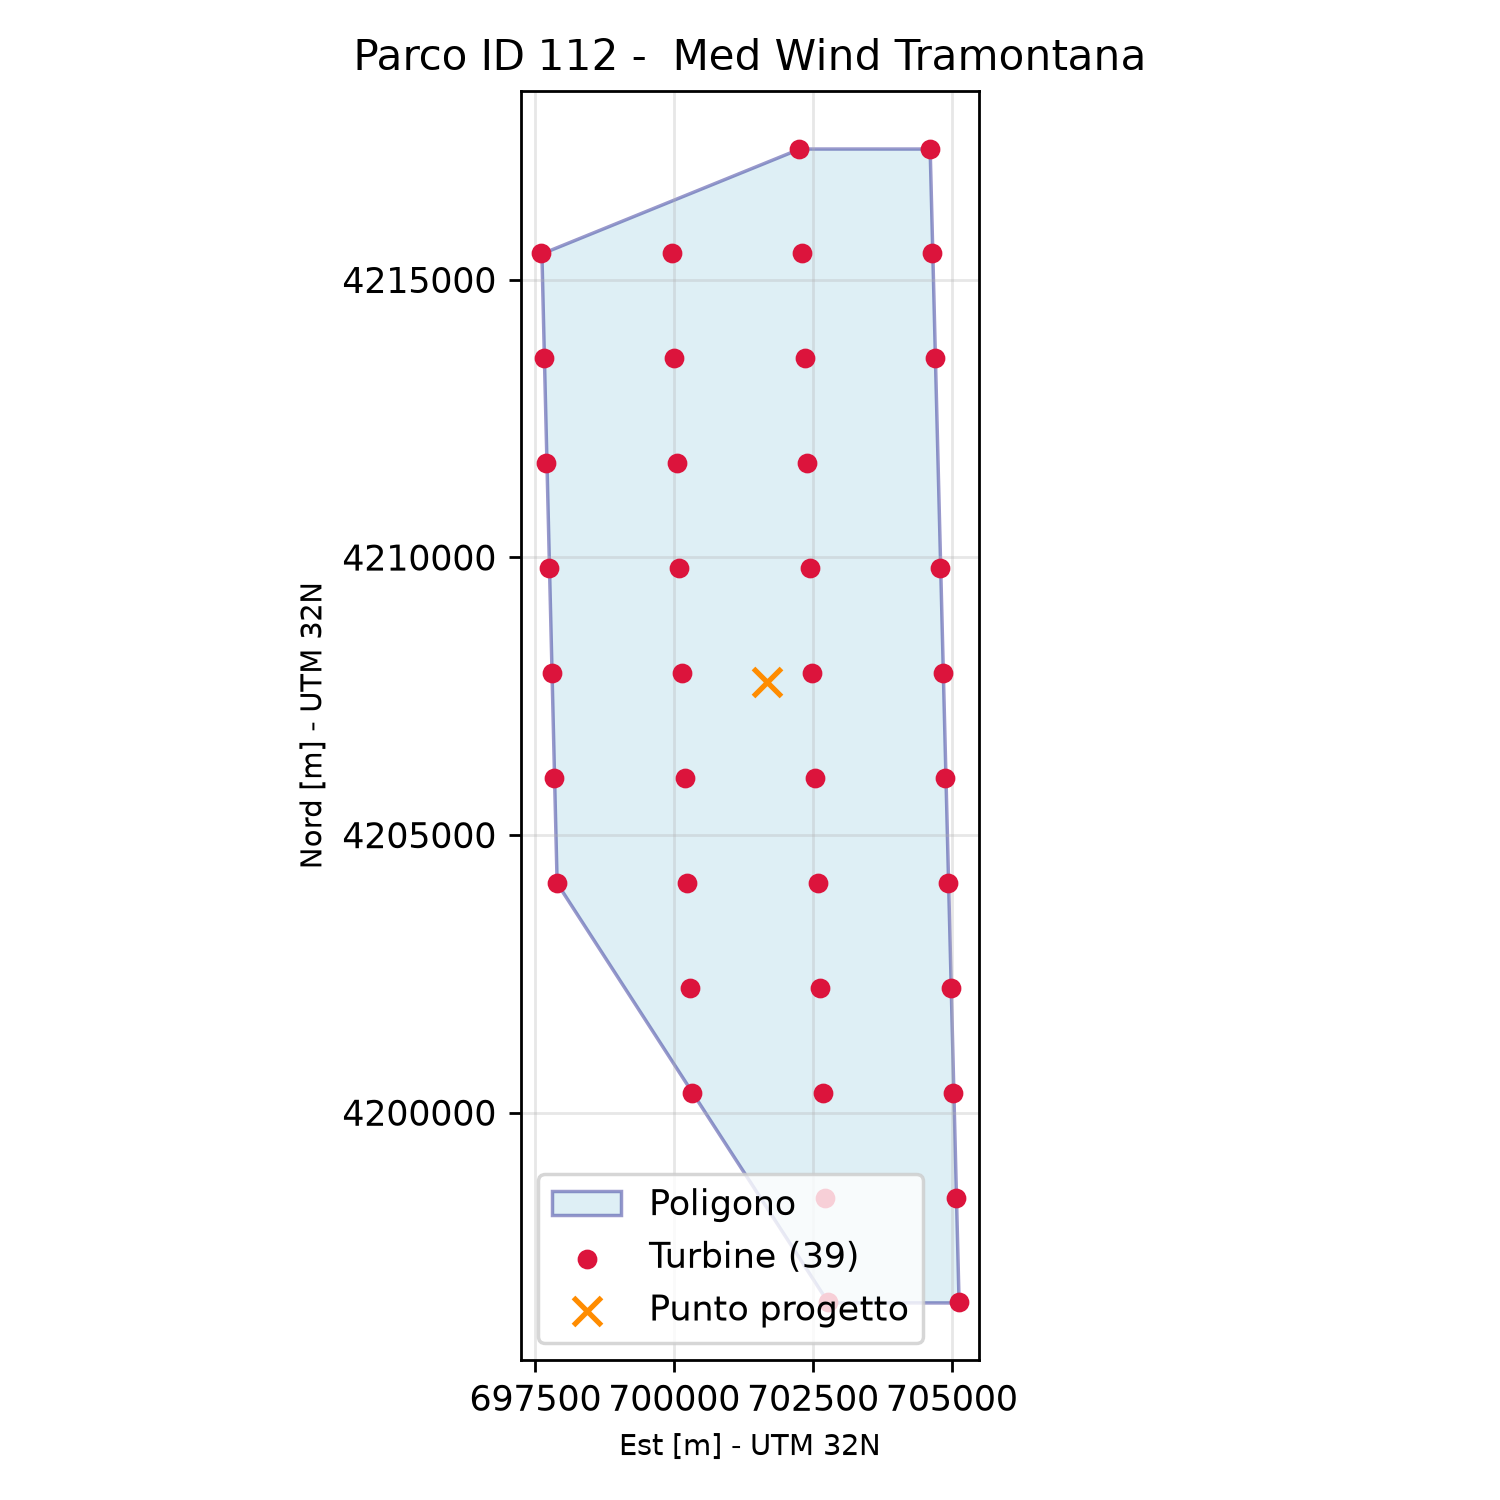 Parco ID 112 -  Med Wind Tramontana
4215000
4210000
4205000
4200000
Nord [m] - UTM 32N
Poligono
Turbine (39)
Punto progetto
697500 700000 702500 705000
Est [m] - UTM 32N